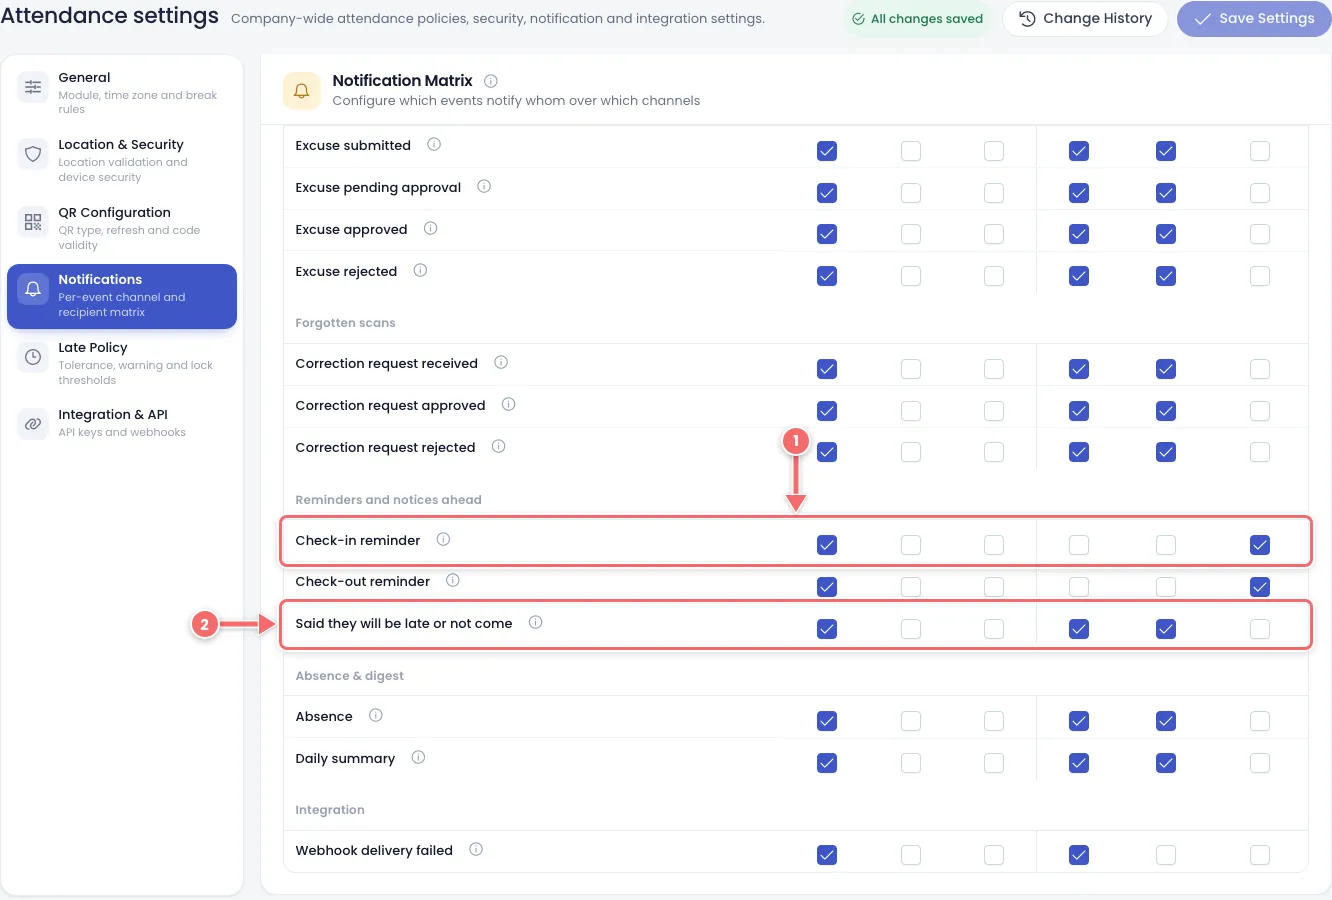 Attendance settings
Company-wide attendance policies, security, notification and integration settings.
All changes saved
Change History
Save Settings
General
Module, time zone and break
rules
Location & Security
Location validation and
device security
QR Configuration
QR type, refresh and code
validity
Notifications
Per-event channel and
recipient matrix
Late Policy
Tolerance, warning and lock
thresholds
Integration & API
API keys and webhooks
Notification Matrix
Configure which events notify whom over which channels
Excuse submitted
Excuse pending approval
Excuse approved
Excuse rejected
Forgotten scans
Correction request received
Correction request approved
Correction request rejected
1
Reminders and notices ahead
Check-in reminder
Check-out reminder
2
Said they will be late or not come
Absence & digest
Absence
Daily summary
Integration
Webhook delivery failed